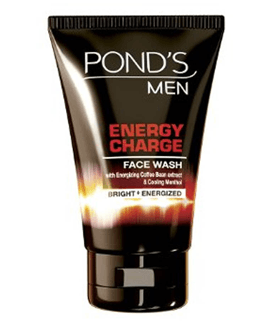 POND'S
MEN
ENERGY
CHARGE
FACE WASH
with Energizing Coffee Bean extract
& Cooling Menthol
BRIGHT + ENERGIZED